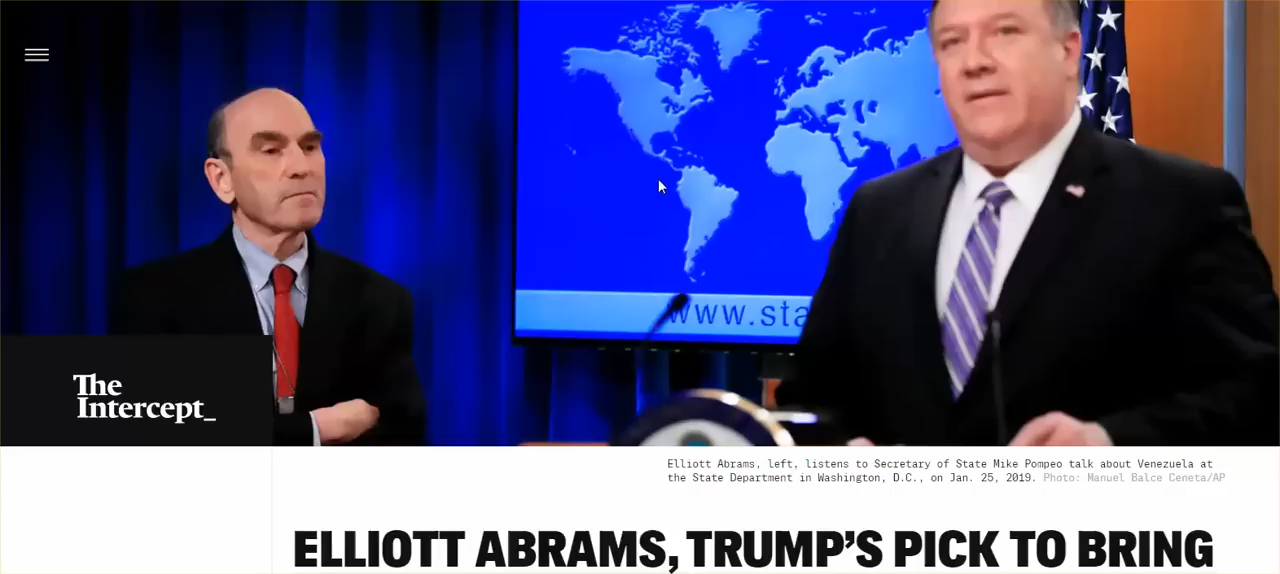 www.sta
The
Intercept_
Elliott Abrams, left, listens to Secretary of State Mike Pompeo talk about Venezuela at
the State Department in Washington, D.C., on Jan. 25, 2019. Photo: Manuel Balce Ceneta/AP
ELLIOTT ABRAMS, TRUMP’S PICK TO BRING